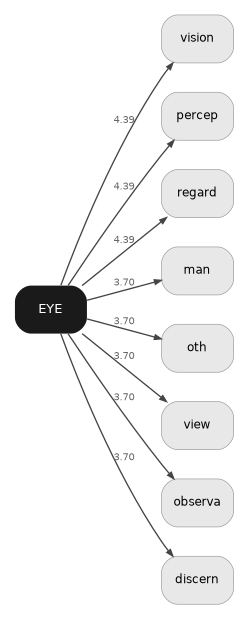 vision
4.39
percep
4.39
regard
4.39
man
3.70
EYE
3.70
oth
3.70
view
3.70
observa
3.70
discern